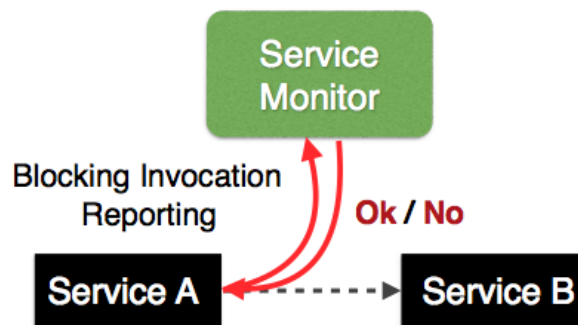 Service
Monitor
Blocking Invocation
Reporting
Ok / No
Service A
Service B